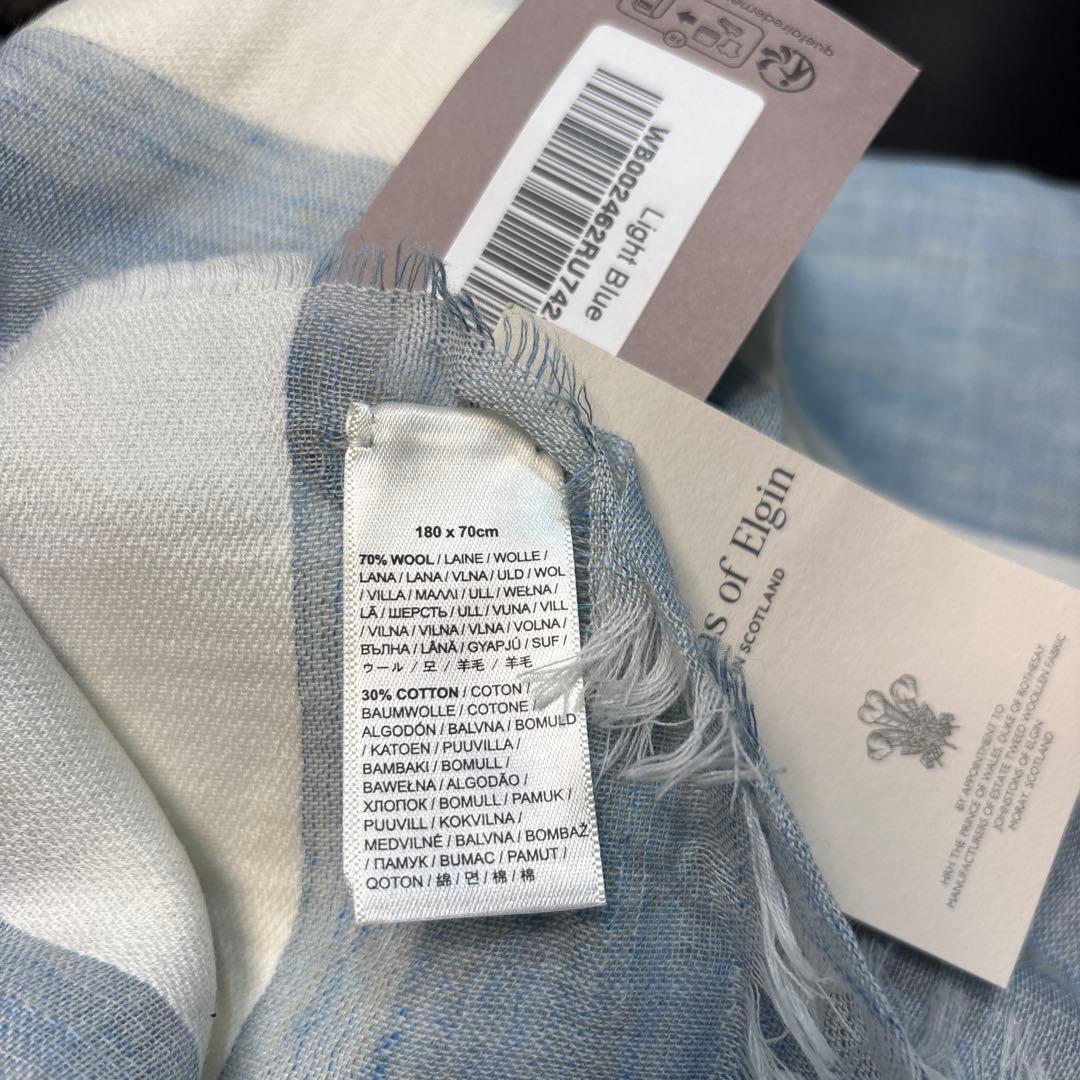 quefairedeme
FR
WB002462RU742
Light Blue
ns of Elgin
N SCOTLAND
BY APPOINTMENT TO
HRH THE PRINCE OF WALES, DUKE OF ROTHESAY
MANUFACTURERS OF ESTATE TWEED WOOLLEN FABRIC
JOHNSTONS OF ELGIN
MORAY, SCOTLAND
180 x 70cm
70% WOOL / LAINE / WOLLE /
LANA / LANA / VLNA / ULD / WOL
/ VILLA / ΜΑΛΛΙ / ULL / WEŁNA /
LÃ / ШЕРСТЬ / ULL / VUNA / VILL
/ VILNA / VILNA / VLNA / VOLNA /
ВЪЛНА / LÂNĂ / GYAPJÚ / SUF /
ウール / 모 / 羊毛 / 羊毛
30% COTTON / COTON /
BAUMWOLLE / COTONE /
ALGODÓN / BALVNA / BOMULD
/ KATOEN / PUUVILLA /
BAMBAKI / BOMULL /
BAWEŁNA / ALGODÃO /
ХЛОПОК / BOMULL / PAMUK /
PUUVILL / KOKVILNA /
MEDVILNĖ / BALVNA / BOMBAŽ
/ ПАМУК / BUMAC / PAMUT /
QOTON / 綿 / 면 / 棉 / 棉